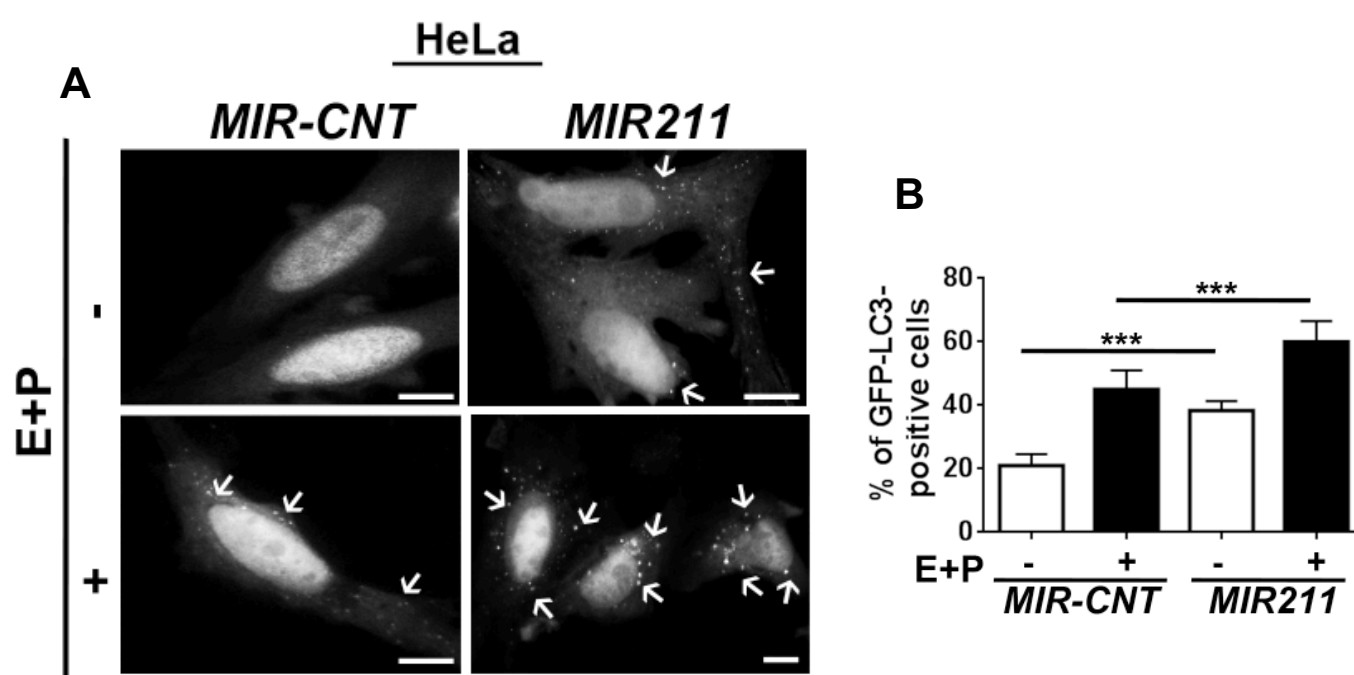 HeLa
A
MIR-CNT MIR211
E+P
-
+
B
% of GFP-LC3-
positive cells
80
60
40
20
0
***
***
E+P - + - +
MIR-CNT MIR211